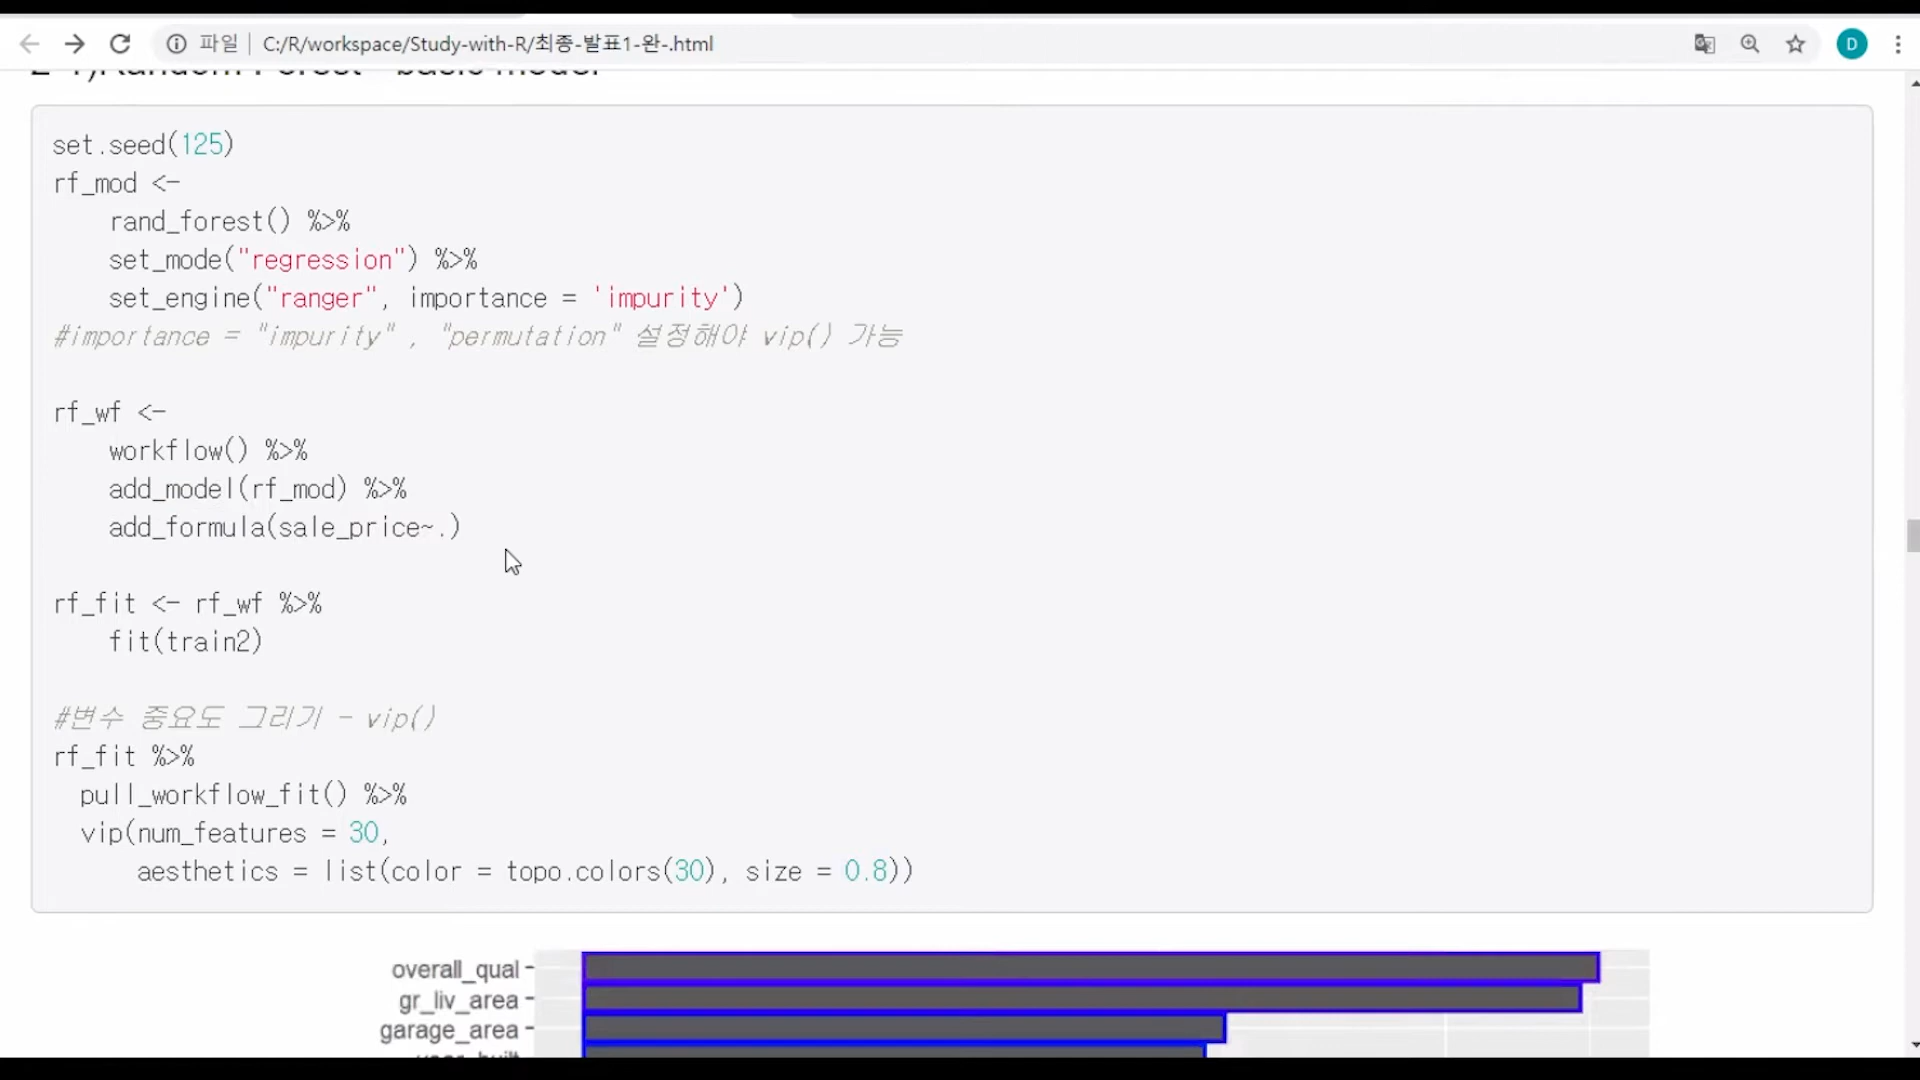 파일 C:/R/workspace/Study-with-R/최종-발표1-완-.html D
set.seed(125)
rf_mod <-
    rand_forest() %>%
    set_mode("regression") %>%
    set_engine("ranger", importance = 'impurity')
#importance = "impurity" , "permutation" 설정해야 vip() 가능
rf_wf <-
    workflow() %>%
    add_model(rf_mod) %>%
    add_formula(sale_price~.)
rf_fit <- rf_wf %>%
    fit(train2)
#변수 중요도 그리기 - vip()
rf_fit %>%
  pull_workflow_fit() %>%
  vip(num_features = 30,
      aesthetics = list(color = topo.colors(30), size = 0.8))
overall_qual
gr_liv_area
garage_area